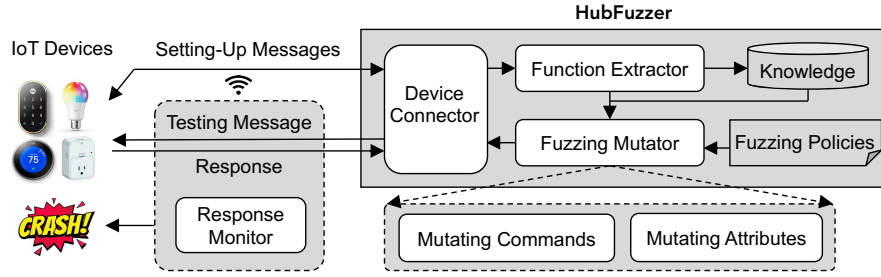 HubFuzzer
IoT Devices
Setting-Up Messages
Device
Connector
Function Extractor
Knowledge
Testing Message
Fuzzing Mutator
Fuzzing Policies
75
Response
CRASH!
Response
Monitor
Mutating Commands
Mutating Attributes